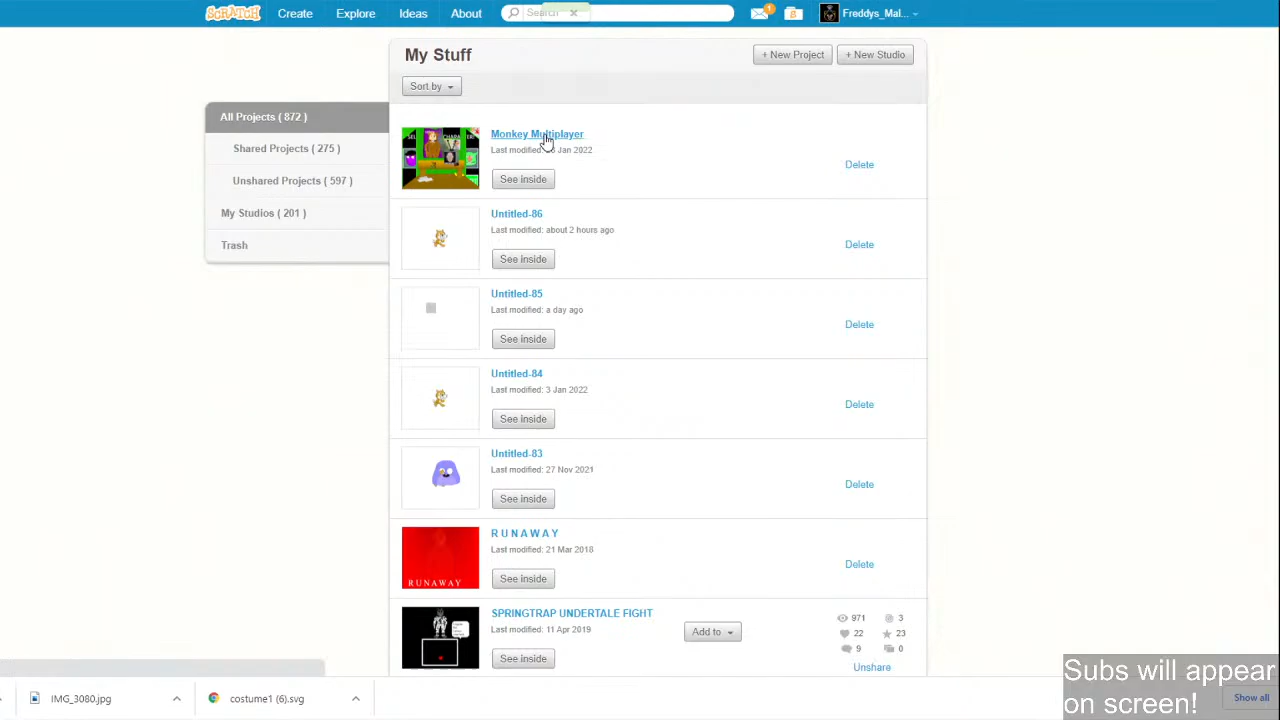 SCRATCH Create Explore Ideas About Search 1 Freddys_Mal...
My Stuff + New Project + New Studio
Sort by
All Projects ( 872 )
Shared Projects ( 275 )
Unshared Projects ( 597 )
My Studios ( 201 )
Trash
Monkey Multiplayer
Last modified: Jan 2022
Delete
See inside
Untitled-86
Last modified: about 2 hours ago
Delete
See inside
Untitled-85
Last modified: a day ago
Delete
See inside
Untitled-84
Last modified: 3 Jan 2022
Delete
See inside
Untitled-83
Last modified: 27 Nov 2021
Delete
See inside
R U N A W A Y
Last modified: 21 Mar 2018
Delete
See inside
RUNAWAY
SPRINGTRAP UNDERTALE FIGHT
Last modified: 11 Apr 2019
See inside
Add to
971 3
22 23
9 0
Unshare
Subs will appear
on screen!
IMG_3080.jpg costume1 (6).svg Show all